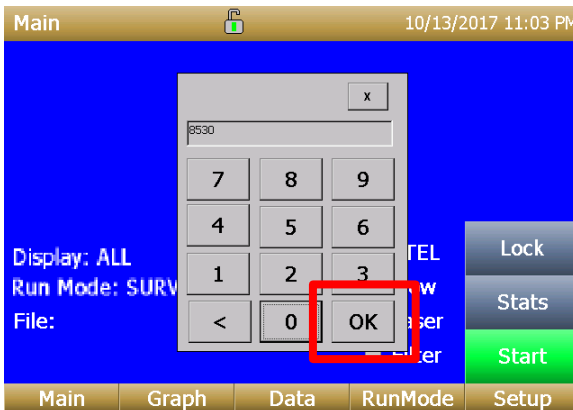 Main 10/13/2017 11:03 PM
x
8530
7 8 9
4 5 6
Display: ALL TEL Lock
1 2 3
Run Mode: SURV
Stats
File: < 0 OK
Start
Main Graph Data RunMode Setup